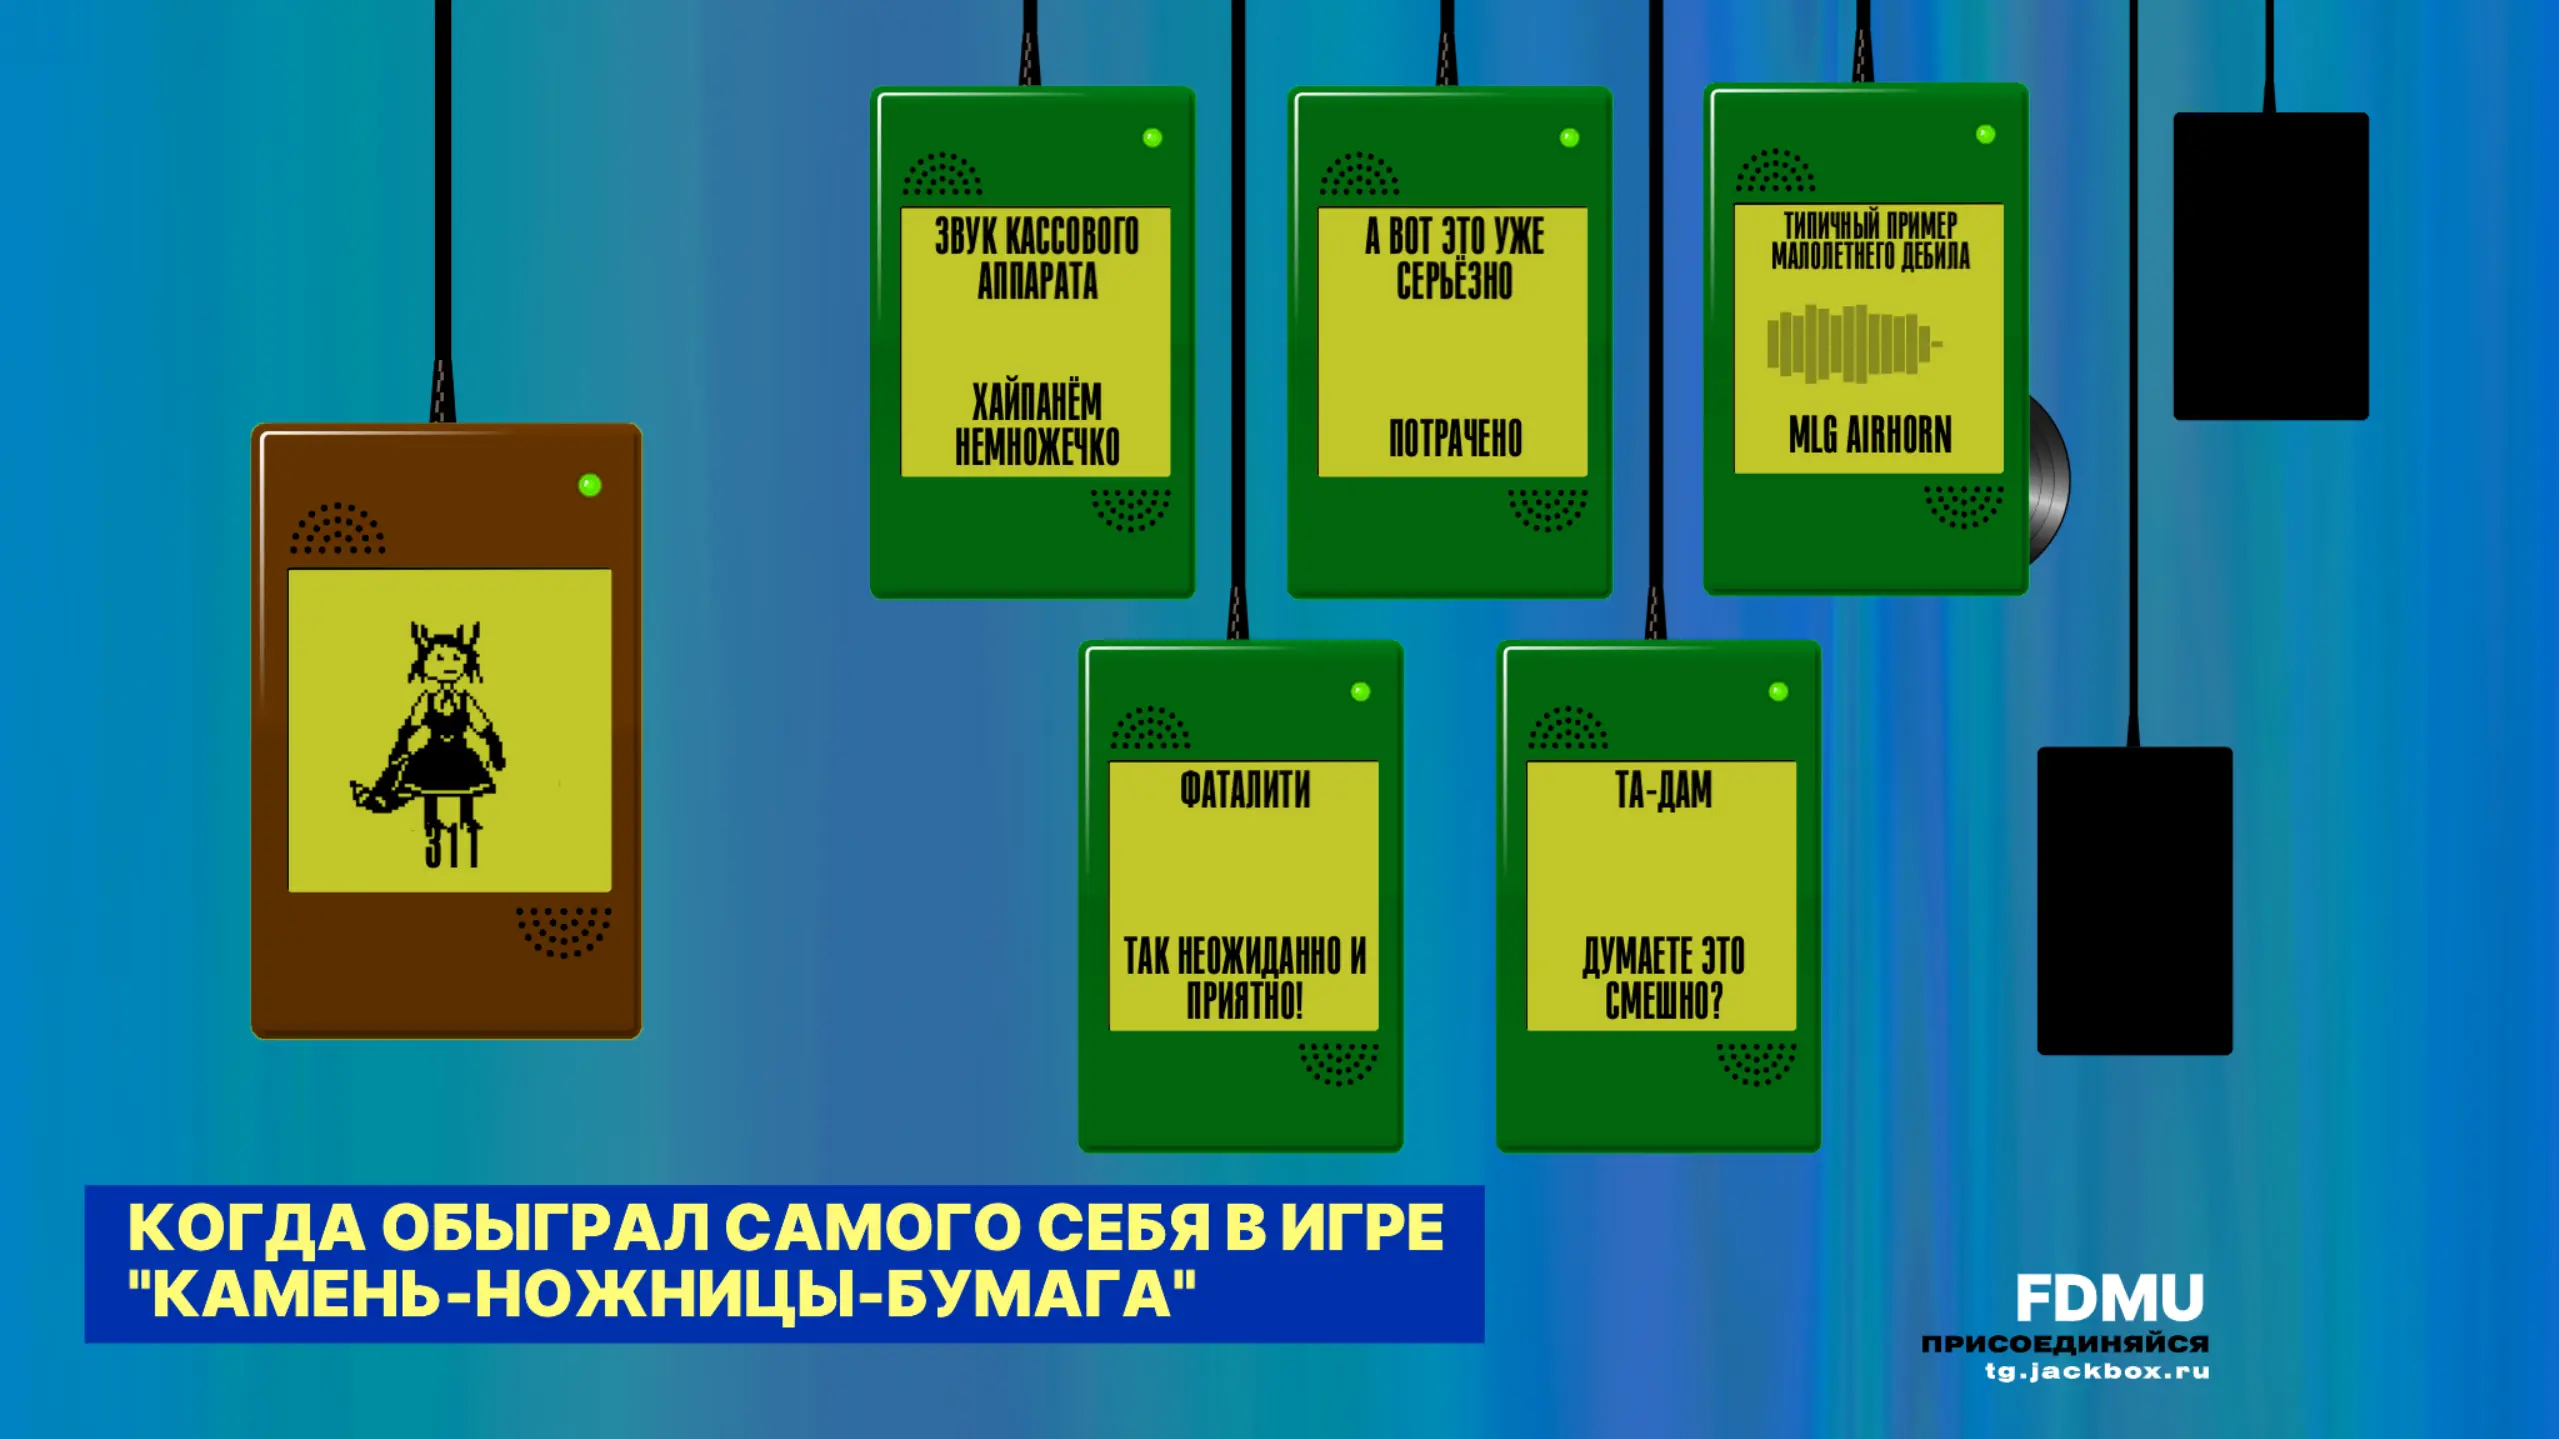 ЗВУК КАССОВОГО
АППАРАТА
ХАЙПАНЁМ
НЕМНОЖЕЧКО
А ВОТ ЭТО УЖЕ
СЕРЬЁЗНО
ПОТРАЧЕНО
ТИПИЧНЫЙ ПРИМЕР
МАЛОЛЕТНЕГО ДЕБИЛА
MLG AIRHORN
311
ФАТАЛИТИ
ТАК НЕОЖИДАННО И
ПРИЯТНО!
ТА-ДАМ
ДУМАЕТЕ ЭТО
СМЕШНО?
КОГДА ОБЫГРАЛ САМОГО СЕБЯ В ИГРЕ
"КАМЕНЬ-НОЖНИЦЫ-БУМАГА"
FDMU
ПРИСОЕДИНЯЙСЯ
tg.jackbox.ru